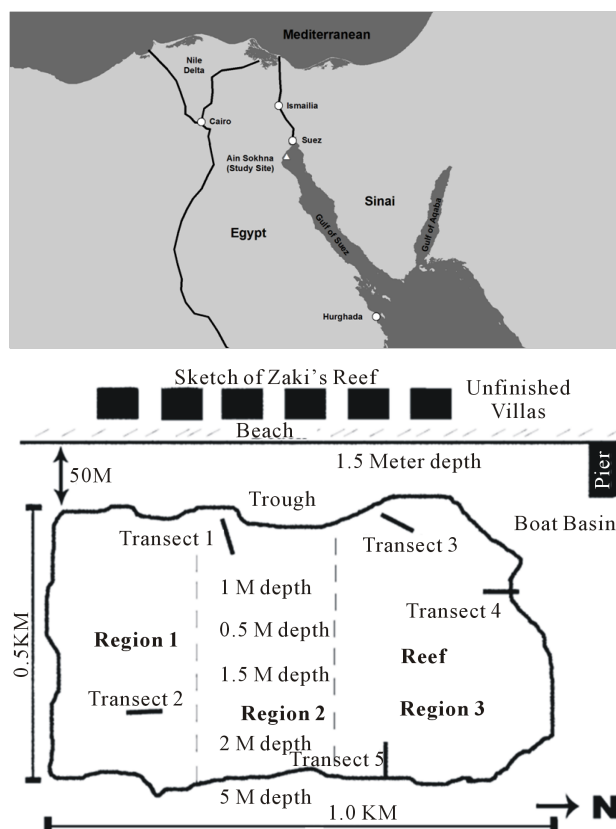 Mediterranean
Nile
Delta
Ismailia
Cairo
Suez
Ain Sokhna
(Study Site)
Sinai
Egypt
Gulf of Suez
Gulf of Aqaba
Hurghada
Sketch of Zaki's Reef
Unfinished
Villas
Beach
1.5 Meter depth
Pier
50M
Trough
Boat Basin
Transect 1
Transect 3
1 M depth
Transect 4
0.5KM
0.5 M depth
Region 1
Reef
1.5 M depth
Transect 2
Region 2
Region 3
2 M depth
Transect 5
5 M depth
1.0 KM
N